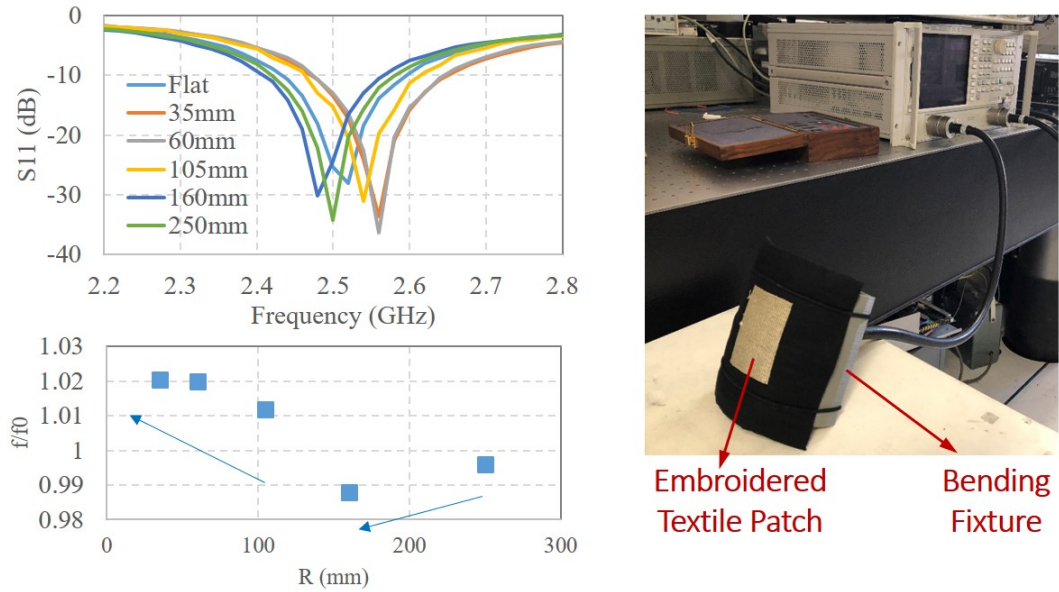 0
-10
-20
-30
-40
S11 (dB)
Flat
35mm
60mm
105mm
160mm
250mm
2.2
2.3
2.4
2.5
2.6
2.7
2.8
Frequency (GHz)
1.03
1.02
1.01
1
0.99
0.98
f/f0
0
100
200
300
R (mm)
Embroidered
Textile Patch
Bending
Fixture